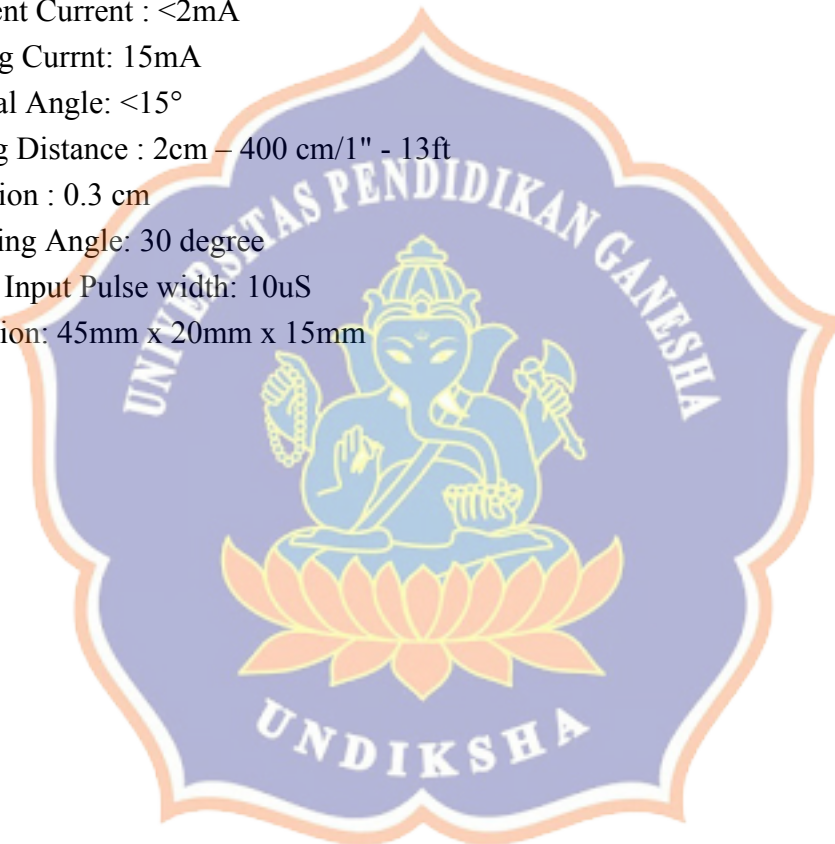 ent Current : <2mA
g Currnt: 15mA
al Angle: <15°
g Distance : 2cm – 400 cm/1" - 13ft
ion : 0.3 cm
ing Angle: 30 degree
Input Pulse width: 10uS
ion: 45mm x 20mm x 15mm
UNIVERSITAS PENDIDIKAN GANESHA
UNDIKSHA